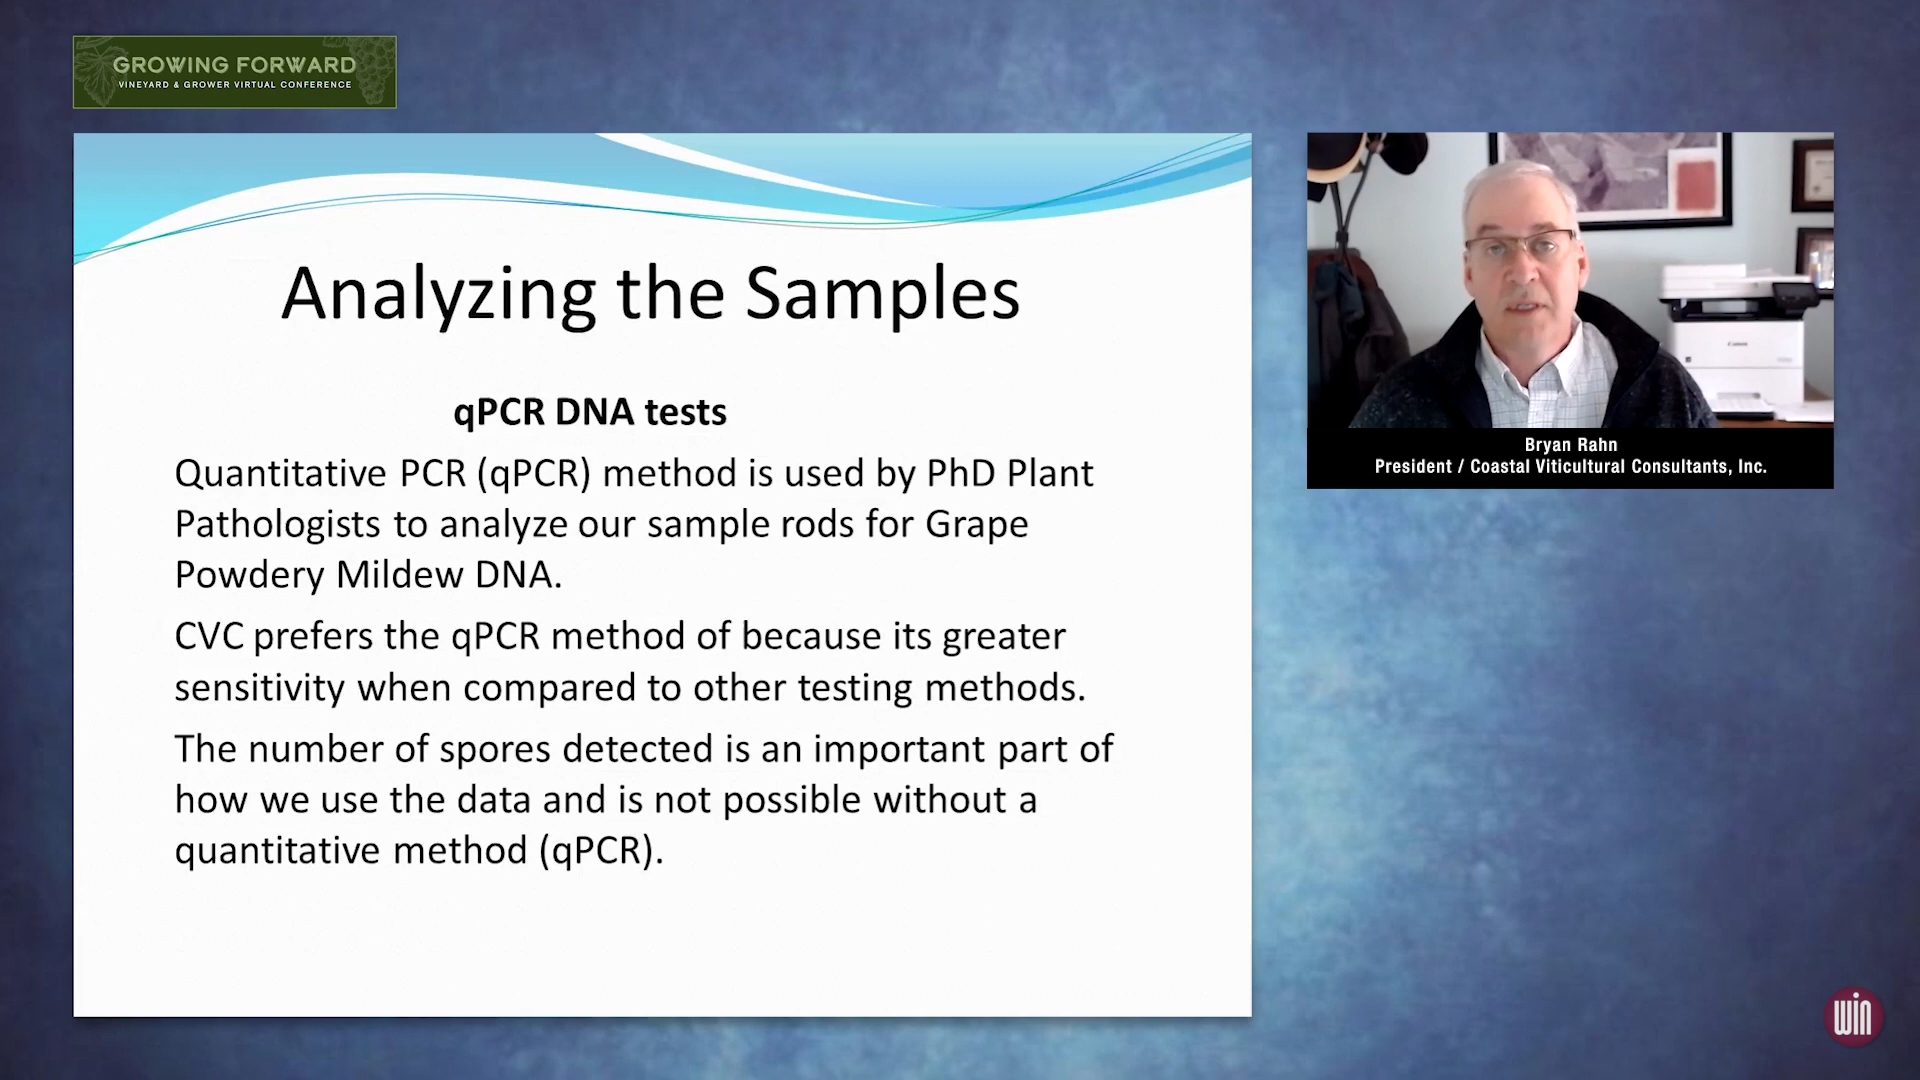 GROWING FORWARD
VINEYARD & GROWER VIRTUAL CONFERENCE
Analyzing the Samples
qPCR DNA tests
Quantitative PCR (qPCR) method is used by PhD Plant
Pathologists to analyze our sample rods for Grape
Powdery Mildew DNA.
CVC prefers the qPCR method of because its greater
sensitivity when compared to other testing methods.
The number of spores detected is an important part of
how we use the data and is not possible without a
quantitative method (qPCR).
Canon
Bryan Rahn
President / Coastal Viticultural Consultants, Inc.
win